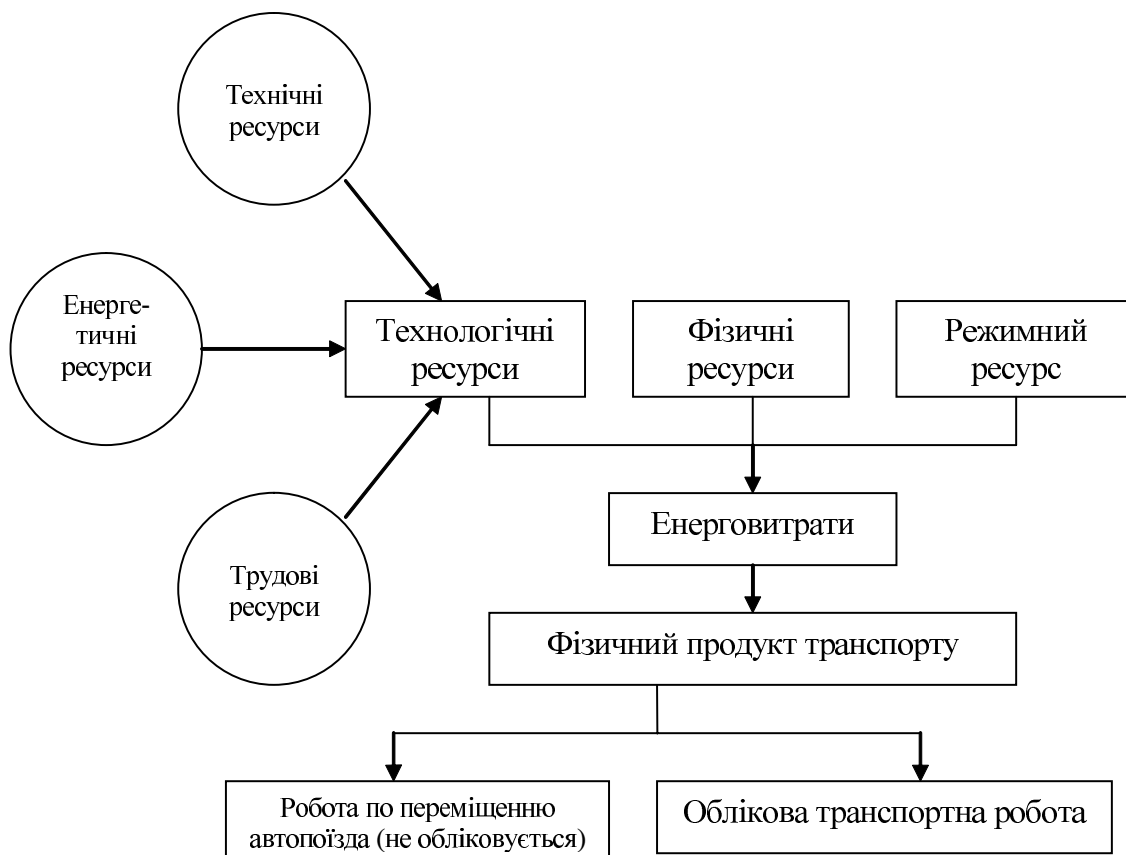 Технічні
ресурси
Енерге-
тичні
ресурси
Технологічні
ресурси
Фізичні
ресурси
Режимний
ресурс
Енерговитрати
Трудові
ресурси
Фізичний продукт транспорту
Робота по переміщенню
автопоїзда (не обліковується)
Облікова транспортна робота